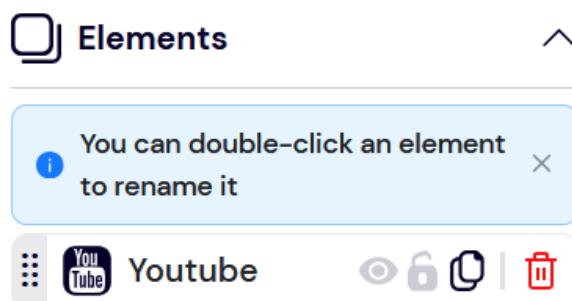 Elements
You can double-click an element
to rename it
You
Tube
Youtube